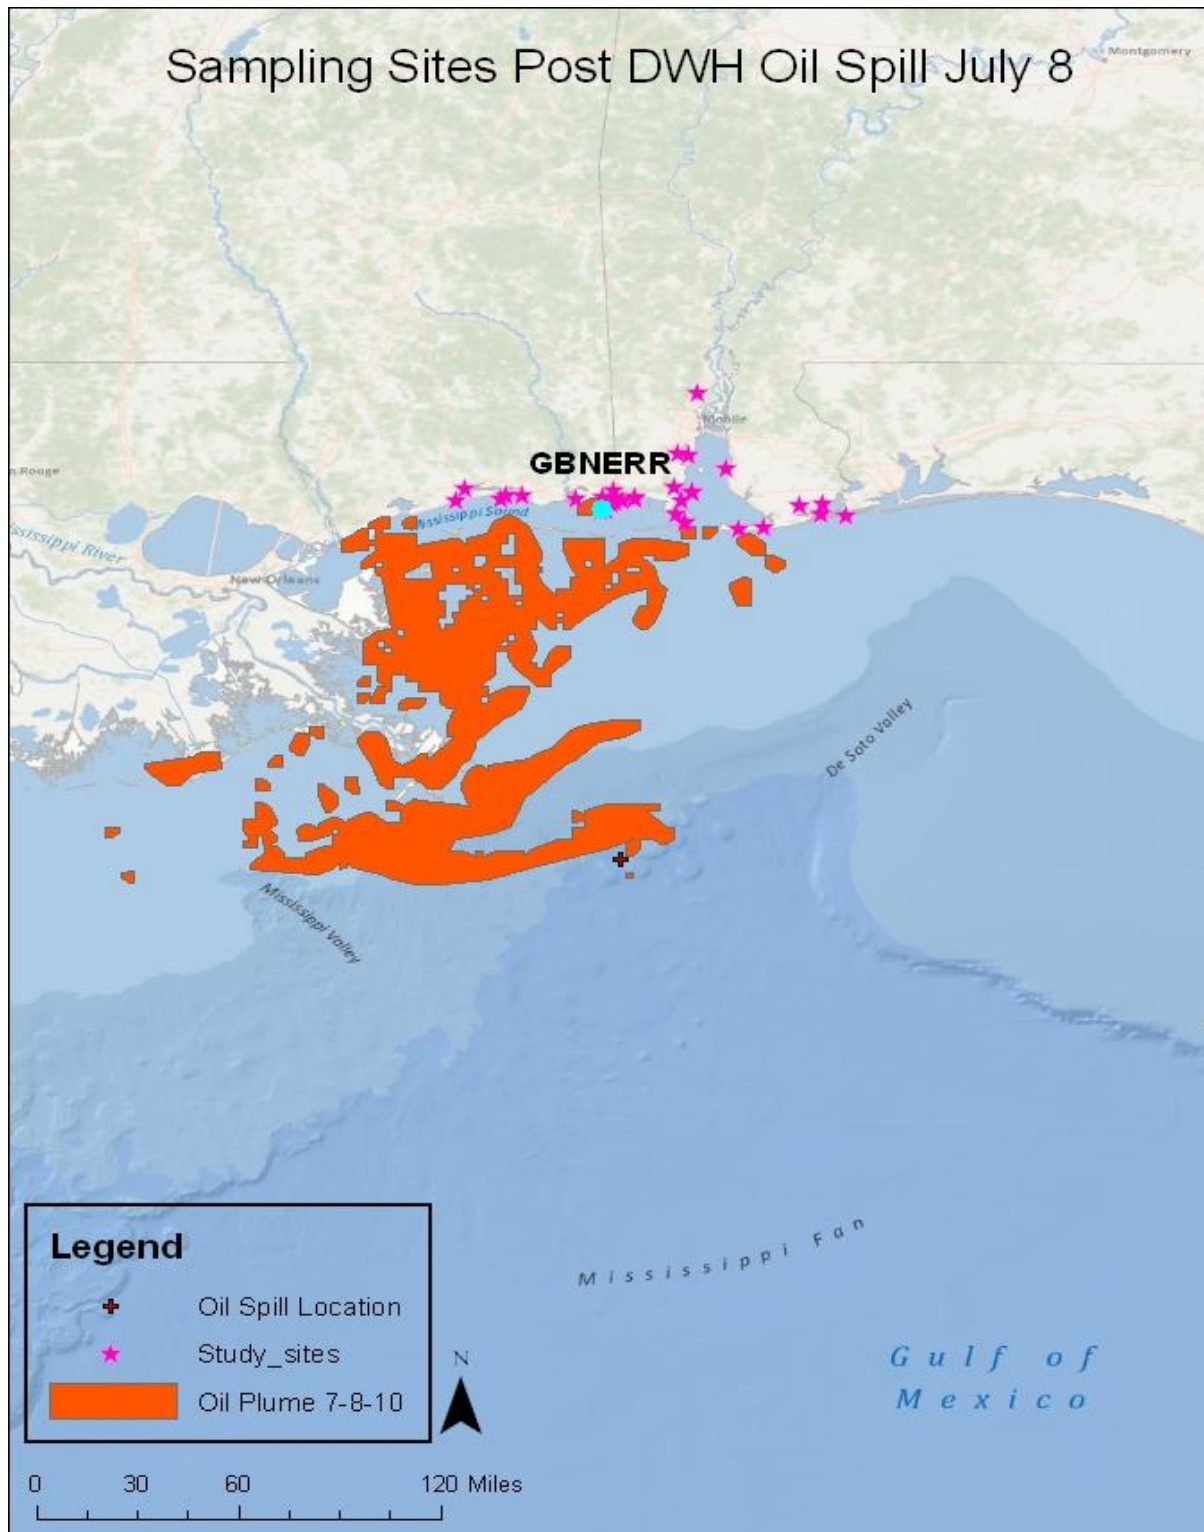 Sampling Sites Post DWH Oil Spill July 8
Montgomery
Mobile
n Rouge
GBNERR
Mississippi Sound
ssissippi River
New Orleans
De Soto Valley
Mississippi Valley
Mississippi Fan
Gulf of
Mexico
Legend
Oil Spill Location
Study_sites
Oil Plume 7-8-10
N
0 30 60 120 Miles